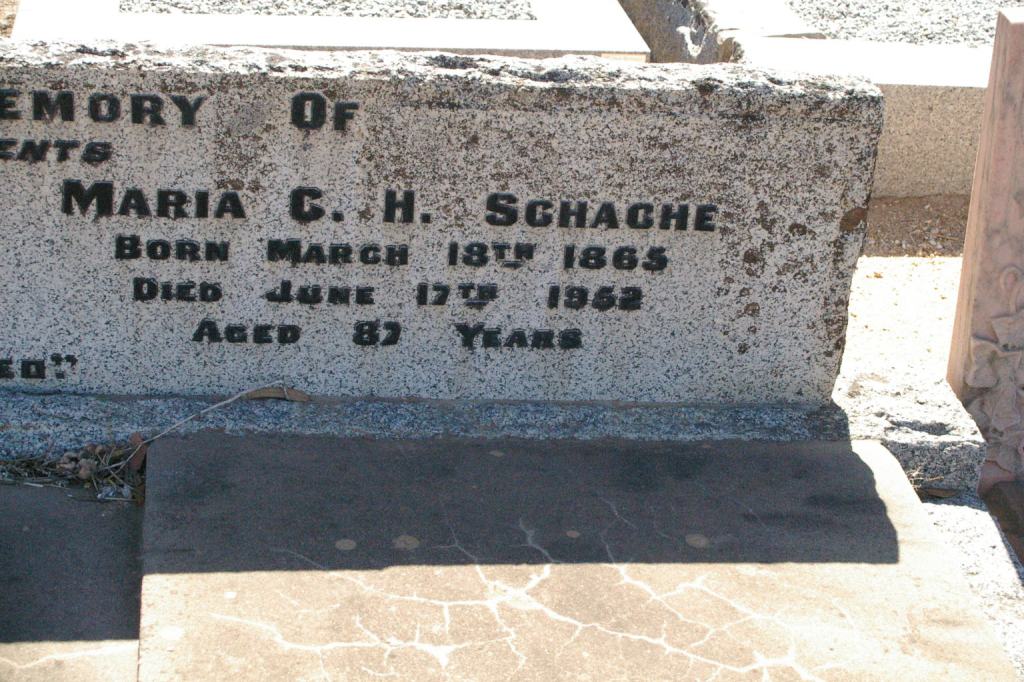 EMORY OF
ENTS
MARIA C. H. SCHACHE
BORN MARCH 18TH 1865
DIED JUNE 17TH 1952
AGED 87 YEARS
ED"